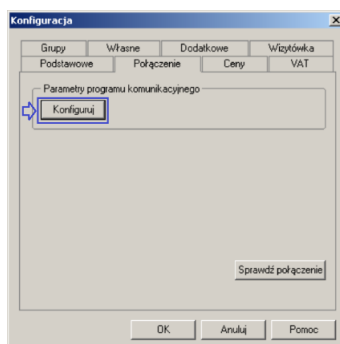 Konfiguracja
Grupy Własne Dodatkowe Wizytówka
Podstawowe Połączenie Ceny VAT
Parametry programu komunikacyjnego
Konfiguruj
Sprawdź połączenie
OK Anuluj Pomoc